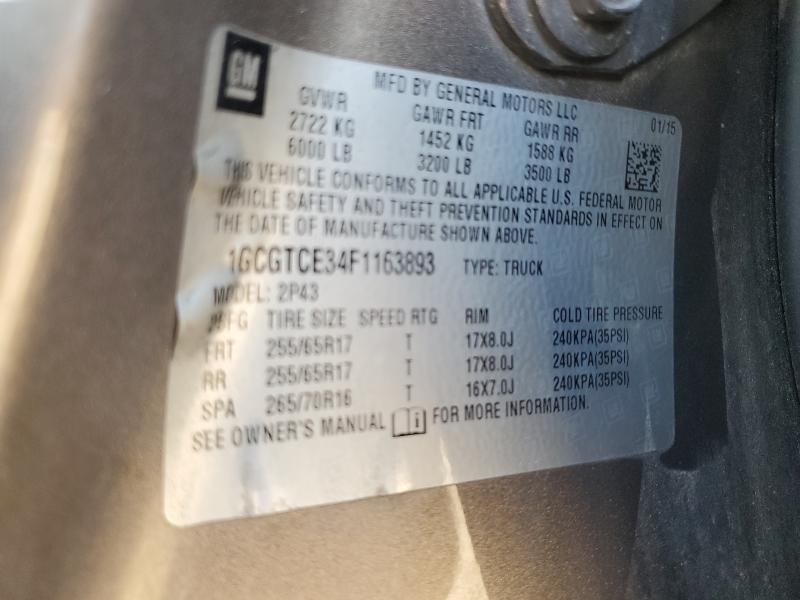 GM
MFD BY GENERAL MOTORS LLC
GVWR GAWR FRT GAWR RR 01/15
2722 KG 1452 KG 1588 KG
6000 LB 3200 LB 3500 LB
THIS VEHICLE CONFORMS TO ALL APPLICABLE U.S. FEDERAL MOTOR
VEHICLE SAFETY AND THEFT PREVENTION STANDARDS IN EFFECT ON
THE DATE OF MANUFACTURE SHOWN ABOVE.
1GCGTCE34F1163893 TYPE: TRUCK
MODEL: 2P43
MFG TIRE SIZE SPEED RTG RIM COLD TIRE PRESSURE
FRT 255/65R17 T 17X8.0J 240KPA(35PSI)
RR 255/65R17 T 17X8.0J 240KPA(35PSI)
SPA 265/70R16 T 16X7.0J 240KPA(35PSI)
SEE OWNER'S MANUAL FOR MORE INFORMATION.